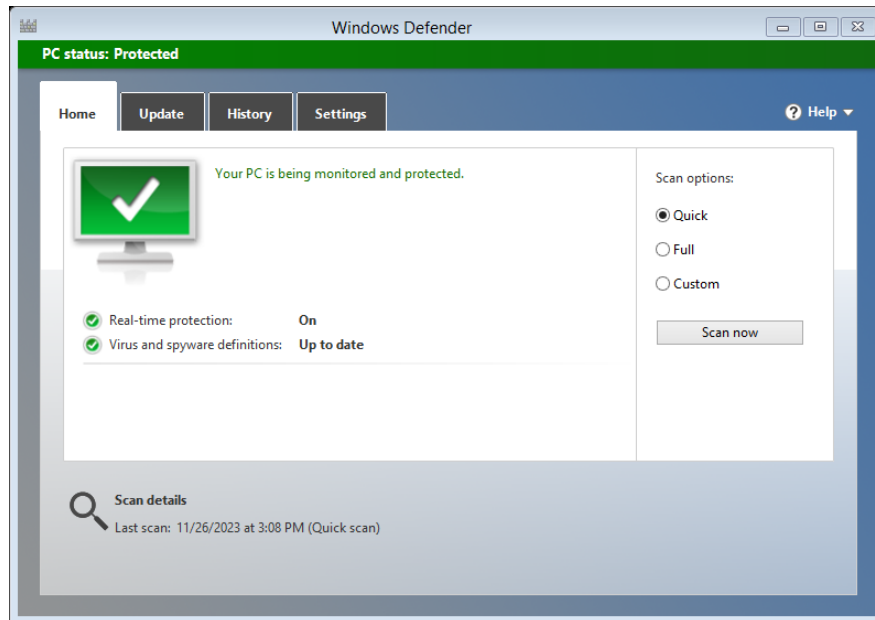 Windows Defender
PC status: Protected
Home Update History Settings Help
Your PC is being monitored and protected.
Real-time protection: On
Virus and spyware definitions: Up to date
Scan options:
Quick
Full
Custom
Scan now
Scan details
Last scan: 11/26/2023 at 3:08 PM (Quick scan)